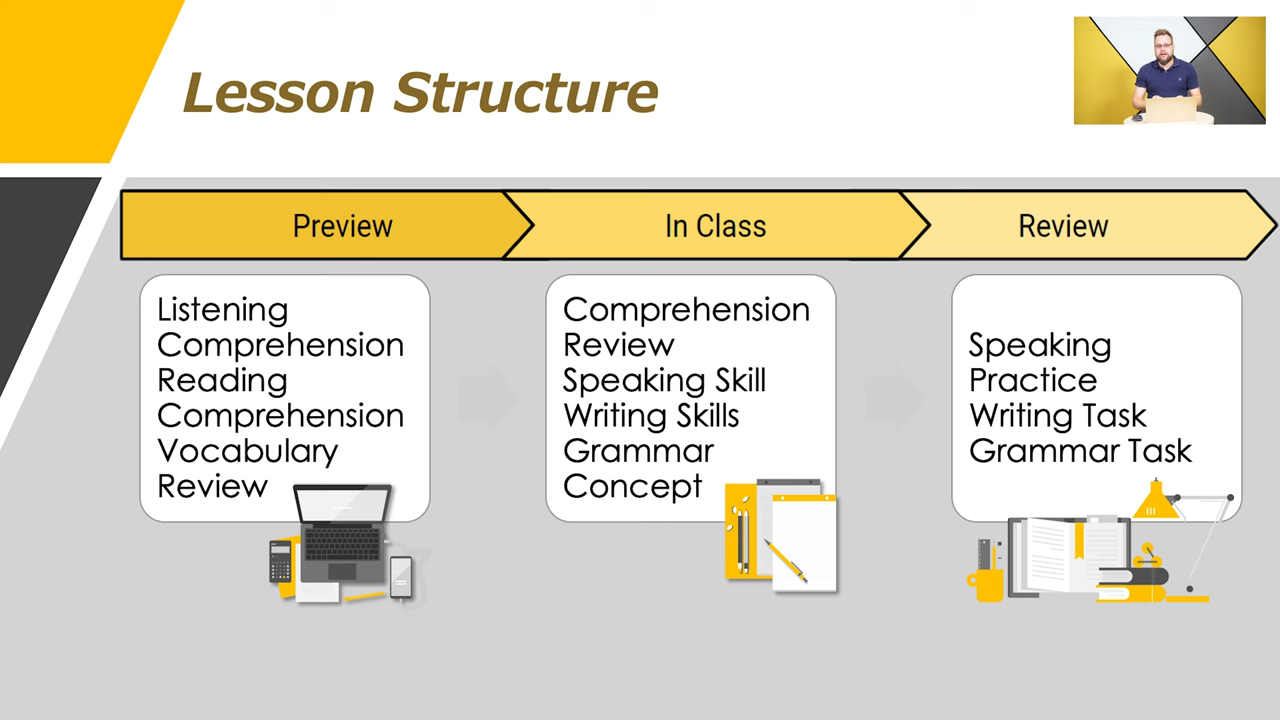 Lesson Structure
Preview
In Class
Review
Listening
Comprehension
Reading
Comprehension
Vocabulary
Review
Comprehension
Review
Speaking Skill
Writing Skills
Grammar
Concept
Speaking
Practice
Writing Task
Grammar Task